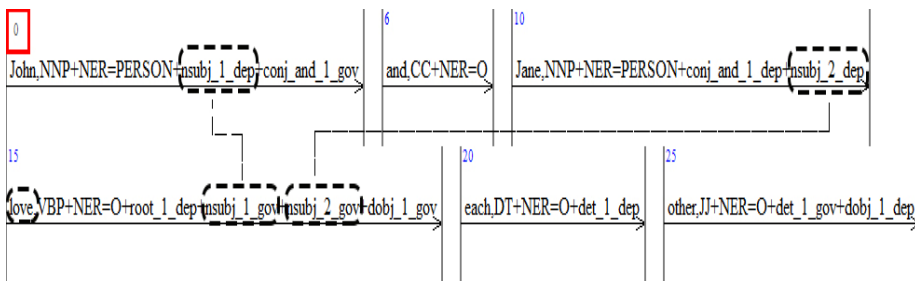 0 6 10
John,NNP+NER=PERSON+nsubj_1_dep+conj_and_1_gov and,CC+NER=O Jane,NNP+NER=PERSON+conj_and_1_dep+nsubj_2_dep
15 20 25
love,VBP+NER=O+root_1_dep+nsubj_1_gov+nsubj_2_gov+dobj_1_gov each,DT+NER=O+det_1_dep other,JJ+NER=O+det_1_gov+dobj_1_dep